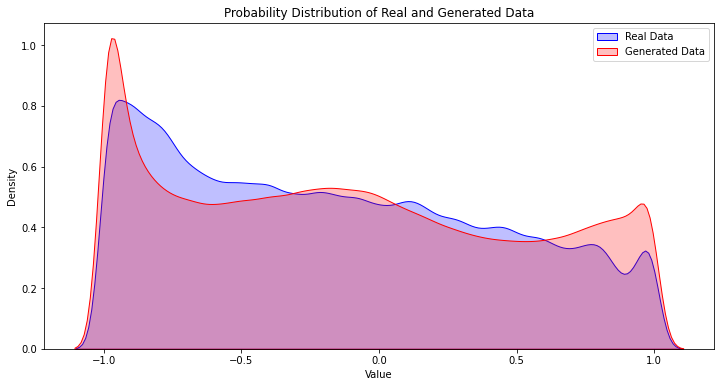 Probability Distribution of Real and Generated Data
Real Data
Generated Data
Density
1.0
0.8
0.6
0.4
0.2
0.0
−1.0 −0.5 0.0 0.5 1.0
Value